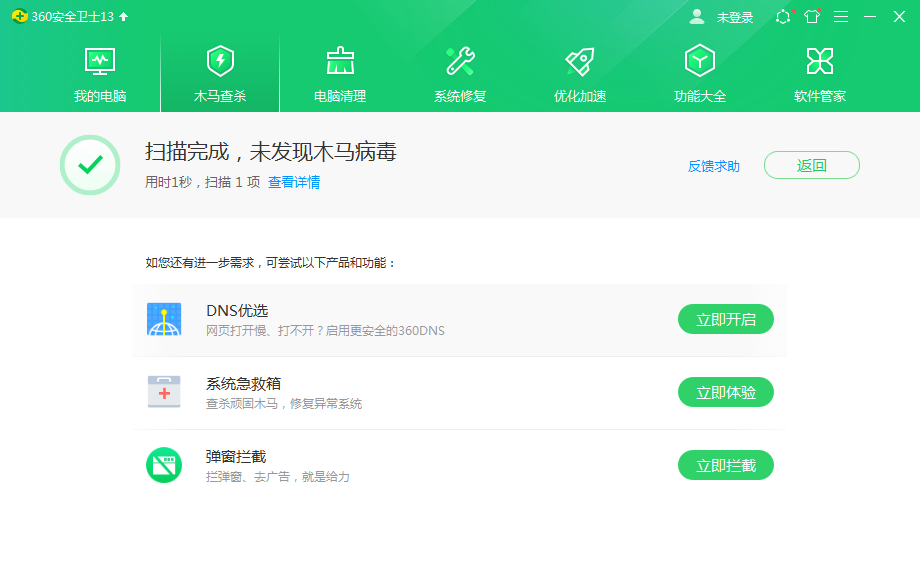 360安全卫士13
未登录
我的电脑
木马查杀
电脑清理
系统修复
优化加速
功能大全
软件管家
扫描完成，未发现木马病毒
用时1秒，扫描 1 项 查看详情
反馈求助
返回
如您还有进一步需求，可尝试以下产品和功能：
DNS优选
网页打开慢、打不开？启用更安全的360DNS
立即开启
系统急救箱
查杀顽固木马，修复异常系统
立即体验
弹窗拦截
拦弹窗、去广告，就是给力
立即拦截